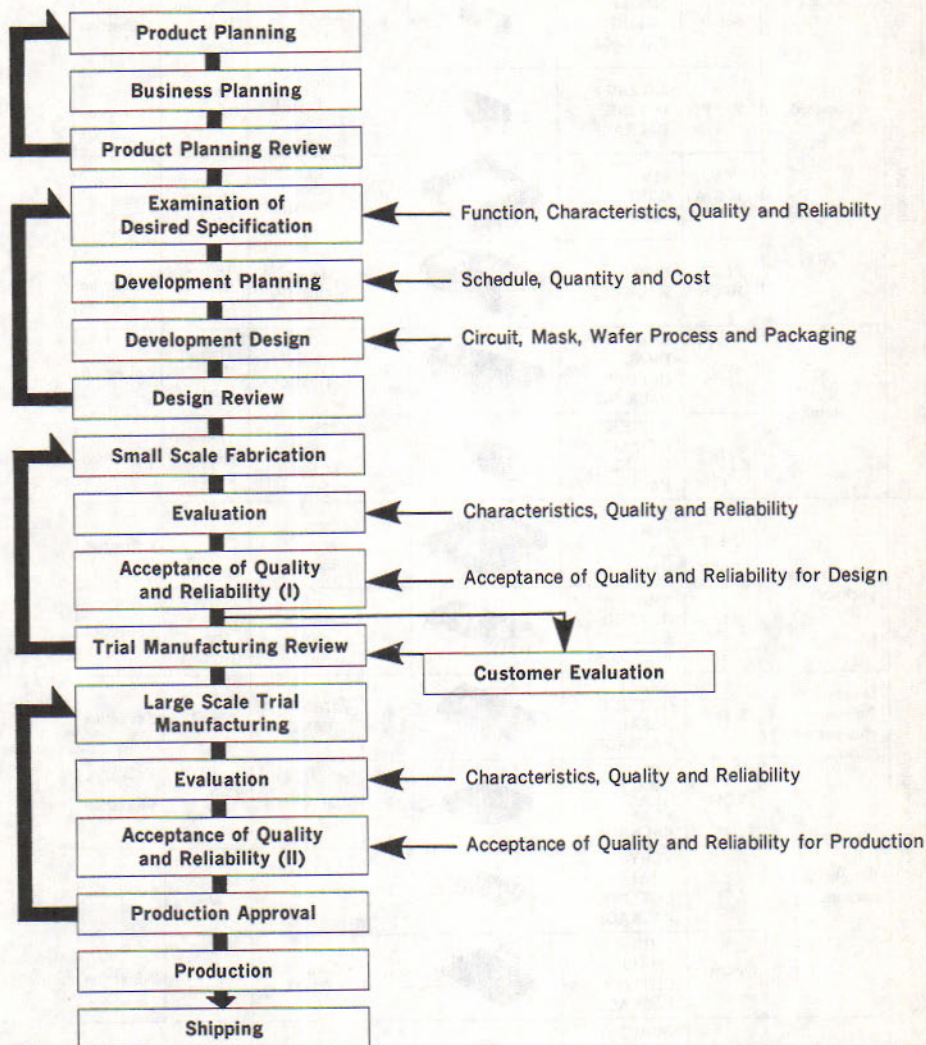 Product Planning
Business Planning
Product Planning Review
Examination of
Desired Specification
Function, Characteristics, Quality and Reliability
Development Planning
Schedule, Quantity and Cost
Development Design
Circuit, Mask, Wafer Process and Packaging
Design Review
Small Scale Fabrication
Evaluation
Characteristics, Quality and Reliability
Acceptance of Quality
and Reliability (I)
Acceptance of Quality and Reliability for Design
Trial Manufacturing Review
Customer Evaluation
Large Scale Trial
Manufacturing
Evaluation
Characteristics, Quality and Reliability
Acceptance of Quality
and Reliability (II)
Acceptance of Quality and Reliability for Production
Production Approval
Production
Shipping